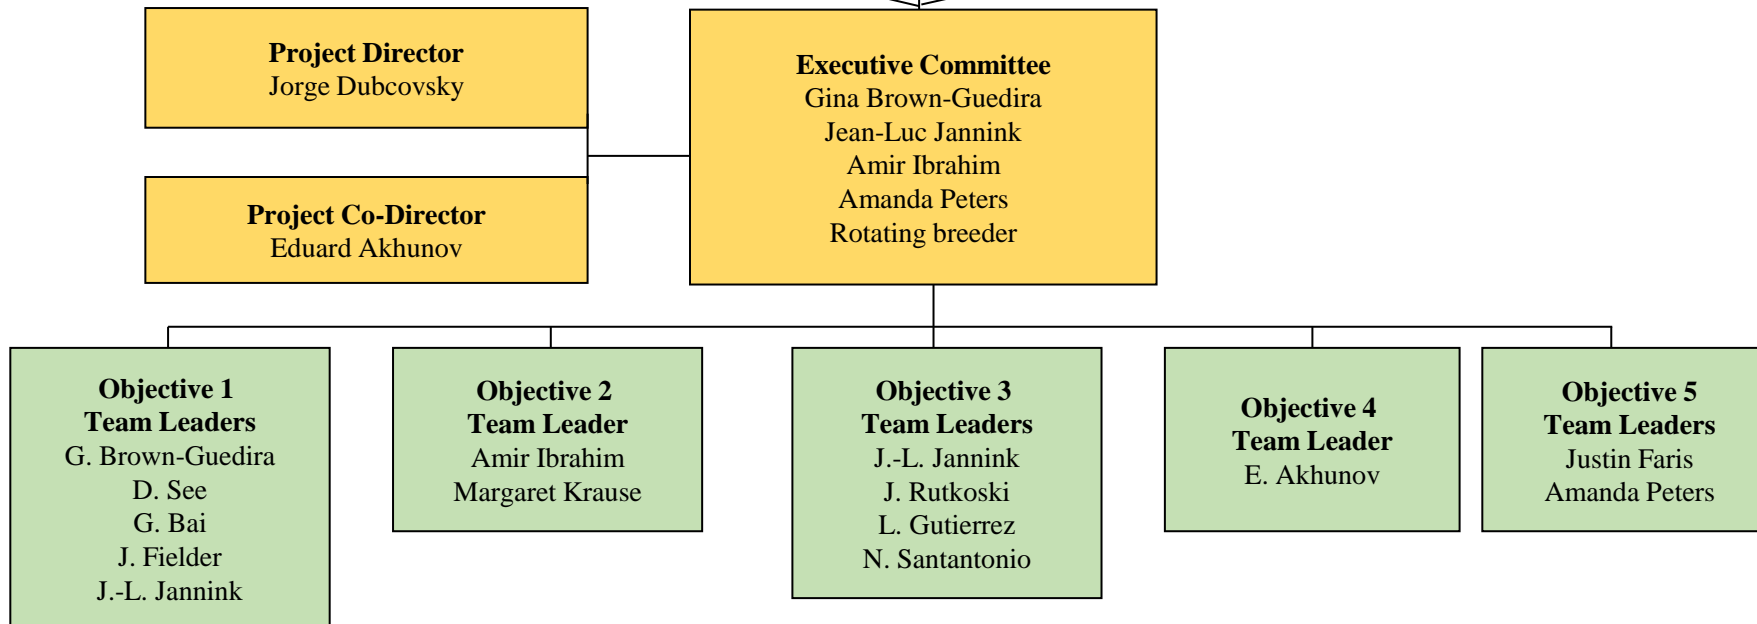 Project Director
Jorge Dubcovsky
Executive Committee
Gina Brown-Guedira
Jean-Luc Jannink
Amir Ibrahim
Amanda Peters
Rotating breeder
Project Co-Director
Eduard Akhunov
Objective 1
Team Leaders
G. Brown-Guedira
D. See
G. Bai
J. Fielder
J.-L. Jannink
Objective 2
Team Leader
Amir Ibrahim
Margaret Krause
Objective 3
Team Leaders
J.-L. Jannink
J. Rutkoski
L. Gutierrez
N. Santantonio
Objective 4
Team Leader
E. Akhunov
Objective 5
Team Leaders
Justin Faris
Amanda Peters